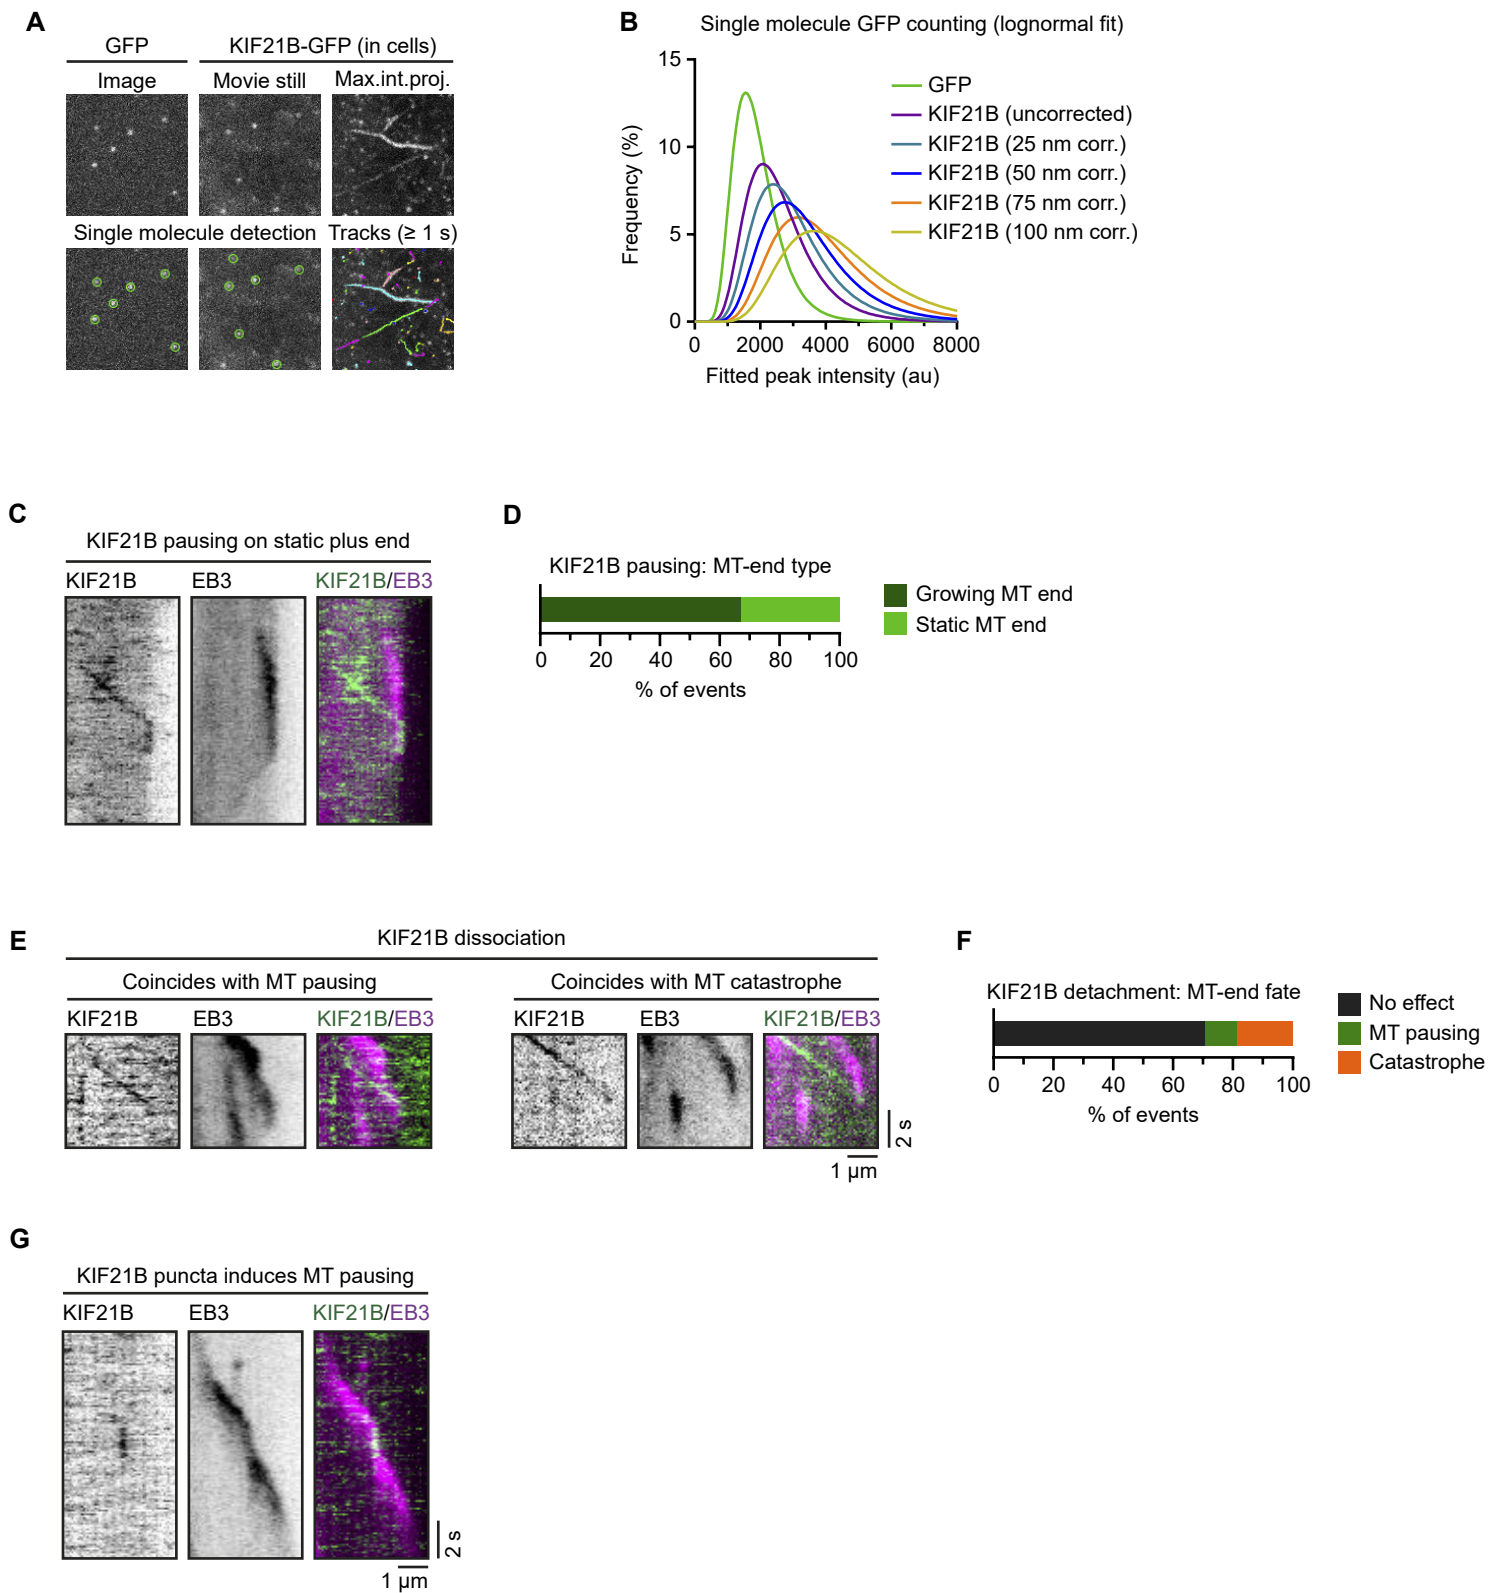 A
GFP
KIF21B-GFP (in cells)
Image
Movie still
Max.int.proj.
Single molecule detection
Tracks (≥ 1 s)
B
Single molecule GFP counting (lognormal fit)
Frequency (%)
15
10
5
0
0 2000 4000 6000 8000
Fitted peak intensity (au)
GFP
KIF21B (uncorrected)
KIF21B (25 nm corr.)
KIF21B (50 nm corr.)
KIF21B (75 nm corr.)
KIF21B (100 nm corr.)
C
KIF21B pausing on static plus end
KIF21B
EB3
KIF21B/EB3
D
KIF21B pausing: MT-end type
0 20 40 60 80 100
% of events
Growing MT end
Static MT end
E
KIF21B dissociation
Coincides with MT pausing
KIF21B
EB3
KIF21B/EB3
Coincides with MT catastrophe
KIF21B
EB3
KIF21B/EB3
2 s
1 µm
F
KIF21B detachment: MT-end fate
0 20 40 60 80 100
% of events
No effect
MT pausing
Catastrophe
G
KIF21B puncta induces MT pausing
KIF21B
EB3
KIF21B/EB3
2 s
1 µm